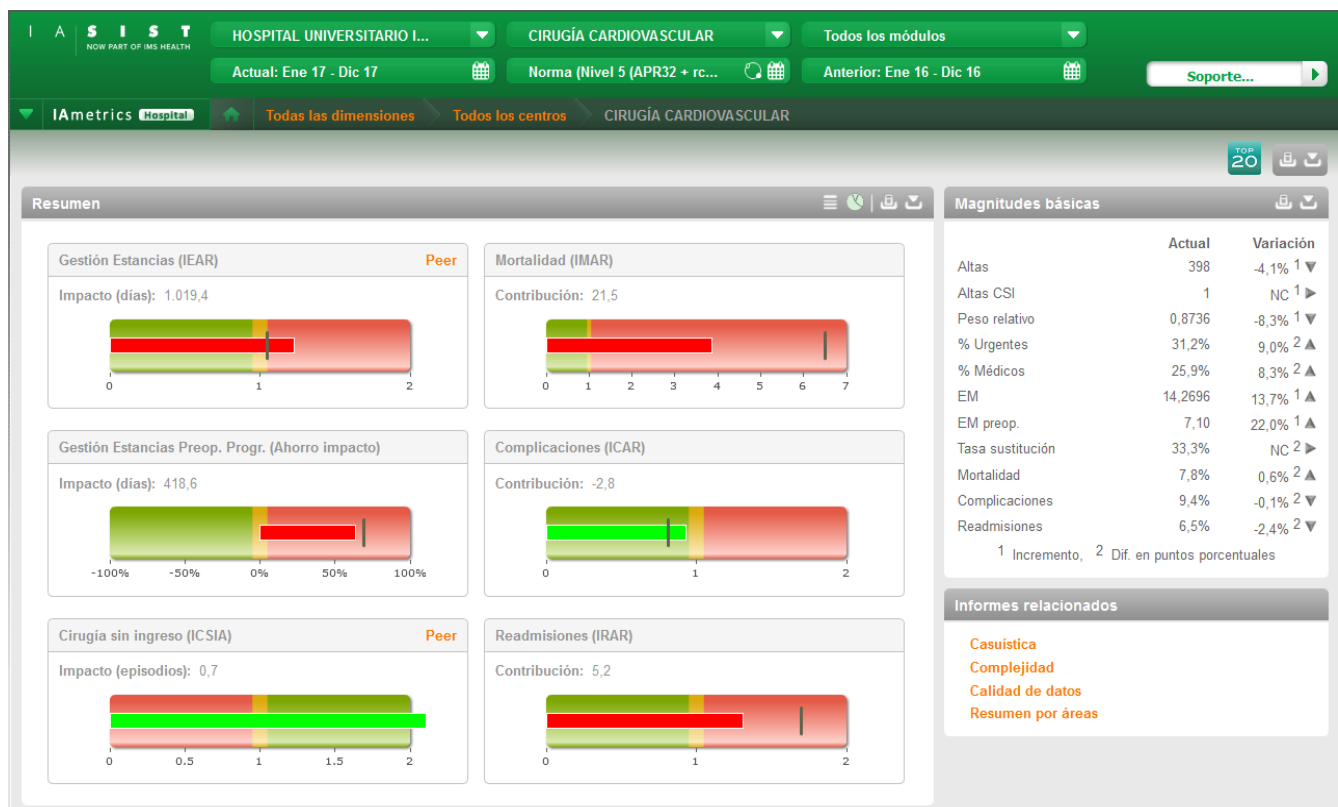 I A S I S T
NOW PART OF IMS HEALTH
HOSPITAL UNIVERSITARIO I...
CIRUGÍA CARDIOVASCULAR
Todos los módulos
Actual: Ene 17 - Dic 17
Norma (Nivel 5 (APR32 + rc...
Anterior: Ene 16 - Dic 16
Soporte...
IAmetrics Hospital
Todas las dimensiones
Todos los centros
CIRUGÍA CARDIOVASCULAR
TOP 20
Resumen
Gestión Estancias (IEAR) Peer
Impacto (días): 1.019,4
0 1 2
Mortalidad (IMAR)
Contribución: 21,5
0 1 2 3 4 5 6 7
Gestión Estancias Preop. Progr. (Ahorro impacto)
Impacto (días): 418,6
-100% -50% 0% 50% 100%
Complicaciones (ICAR)
Contribución: -2,8
0 1 2
Cirugía sin ingreso (ICSIA) Peer
Impacto (episodios): 0,7
0 0.5 1 1.5 2
Readmisiones (IRAR)
Contribución: 5,2
0 1 2
Magnitudes básicas
Actual Variación
Altas 398 -4,1% 1
Altas CSI 1 NC 1
Peso relativo 0,8736 -8,3% 1
% Urgentes 31,2% 9,0% 2
% Médicos 25,9% 8,3% 2
EM 14,2696 13,7% 1
EM preop. 7,10 22,0% 1
Tasa sustitución 33,3% NC 2
Mortalidad 7,8% 0,6% 2
Complicaciones 9,4% -0,1% 2
Readmisiones 6,5% -2,4% 2
1 Incremento, 2 Dif. en puntos porcentuales
Informes relacionados
Casuística
Complejidad
Calidad de datos
Resumen por áreas